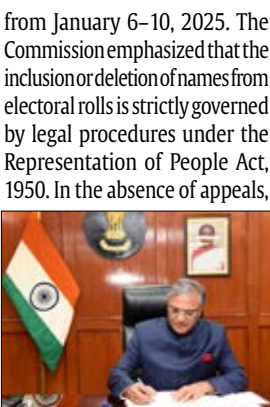 from January 6–10, 2025. The
Commission emphasized that the
inclusion or deletion of names from
electoral rolls is strictly governed
by legal procedures under the
Representation of People Act,
1950. In the absence of appeals,